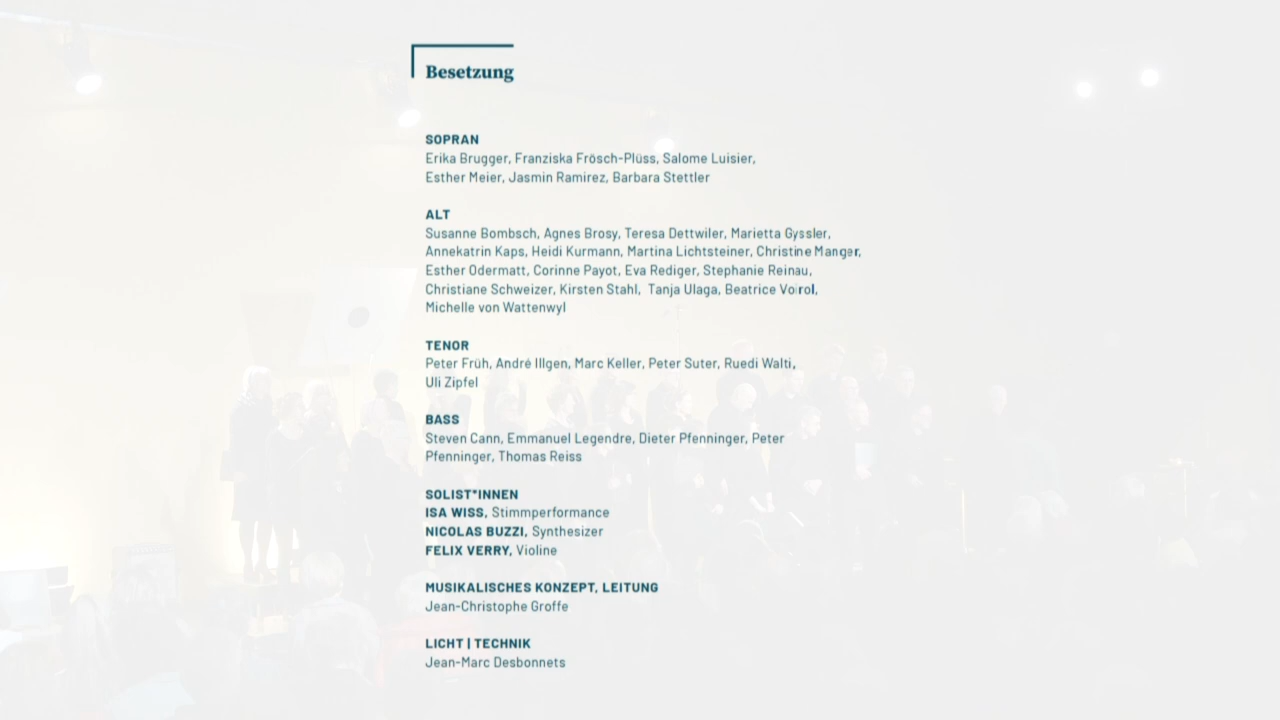 Besetzung
SOPRAN
Erika Brugger, Franziska Frösch-Plüss, Salome Luisier,
Esther Meier, Jasmin Ramirez, Barbara Stettler
ALT
Susanne Bombsch, Agnes Brosy, Teresa Dettwiler, Marietta Gyssler,
Annekatrin Kaps, Heidi Kurmann, Martina Lichtsteiner, Christine Manger,
Esther Odermatt, Corinne Payot, Eva Rediger, Stephanie Reinau,
Christiane Schweizer, Kirsten Stahl, Tanja Ulaga, Beatrice Voirol,
Michelle von Wattenwyl
TENOR
Peter Früh, André Illgen, Marc Keller, Peter Suter, Ruedi Walti,
Uli Zipfel
BASS
Steven Cann, Emmanuel Legendre, Dieter Pfenninger, Peter
Pfenninger, Thomas Reiss
SOLIST*INNEN
ISA WISS, Stimmperformance
NICOLAS BUZZI, Synthesizer
FELIX VERRY, Violine
MUSIKALISCHES KONZEPT, LEITUNG
Jean-Christophe Groffe
LICHT | TECHNIK
Jean-Marc Desbonnets